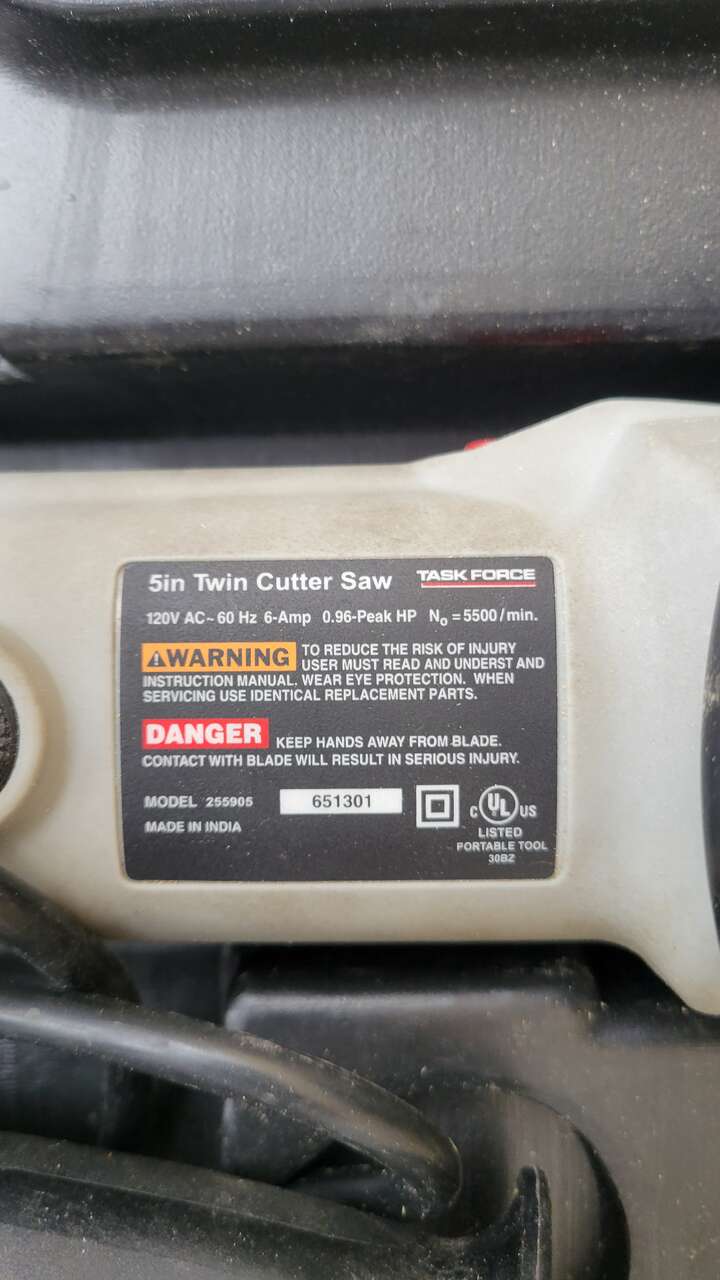 5in Twin Cutter Saw TASK FORCE
120V AC~ 60 Hz 6-Amp 0.96-Peak HP No = 5500/min.
⚠WARNING TO REDUCE THE RISK OF INJURY
USER MUST READ AND UNDERST AND
INSTRUCTION MANUAL. WEAR EYE PROTECTION. WHEN
SERVICING USE IDENTICAL REPLACEMENT PARTS.
DANGER KEEP HANDS AWAY FROM BLADE.
CONTACT WITH BLADE WILL RESULT IN SERIOUS INJURY.
MODEL 255905 651301
MADE IN INDIA
C UL US
LISTED
PORTABLE TOOL
30BZ